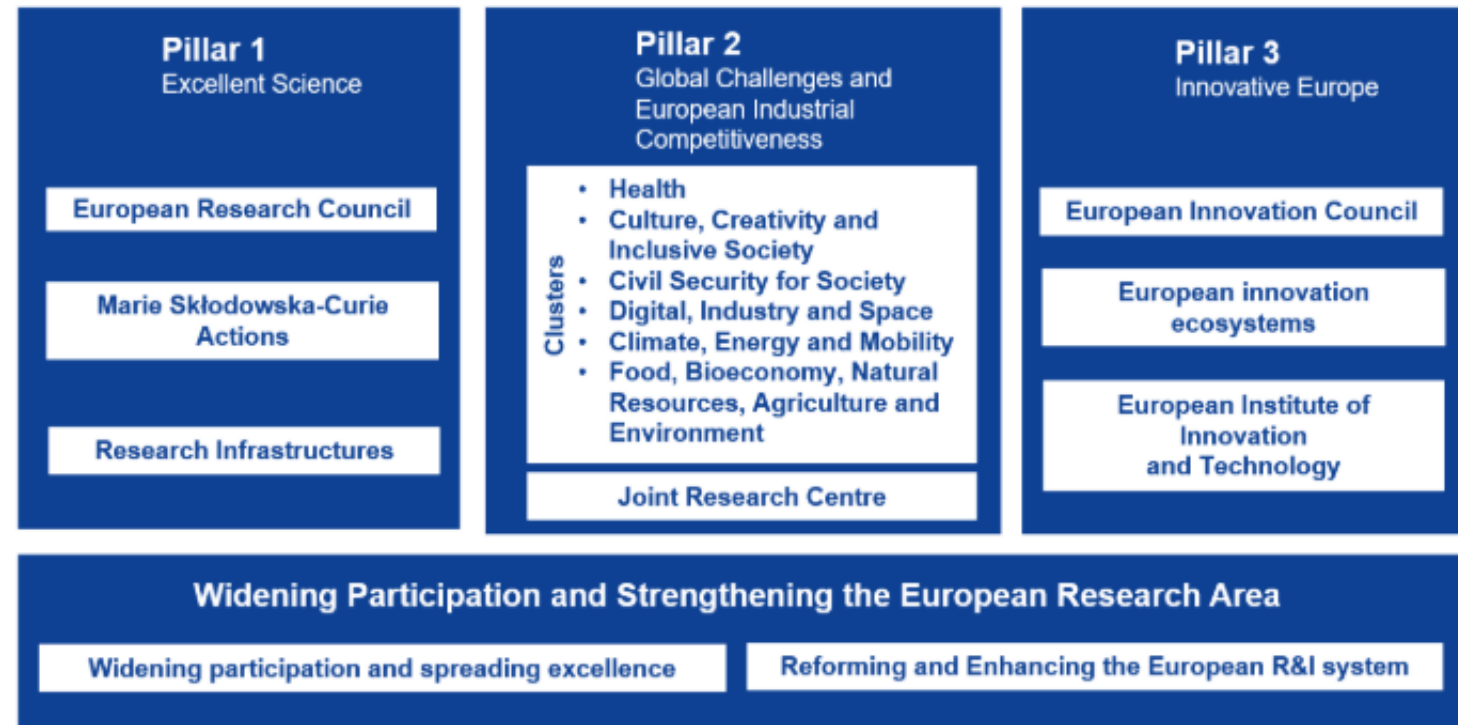 Pillar 1
Excellent Science
European Research Council
Marie Skłodowska-Curie
Actions
Research Infrastructures
Pillar 2
Global Challenges and
European Industrial
Competitiveness
Clusters
• Health
• Culture, Creativity and
Inclusive Society
• Civil Security for Society
• Digital, Industry and Space
• Climate, Energy and Mobility
• Food, Bioeconomy, Natural
Resources, Agriculture and
Environment
Joint Research Centre
Pillar 3
Innovative Europe
European Innovation Council
European innovation
ecosystems
European Institute of
Innovation
and Technology
Widening Participation and Strengthening the European Research Area
Widening participation and spreading excellence
Reforming and Enhancing the European R&I system